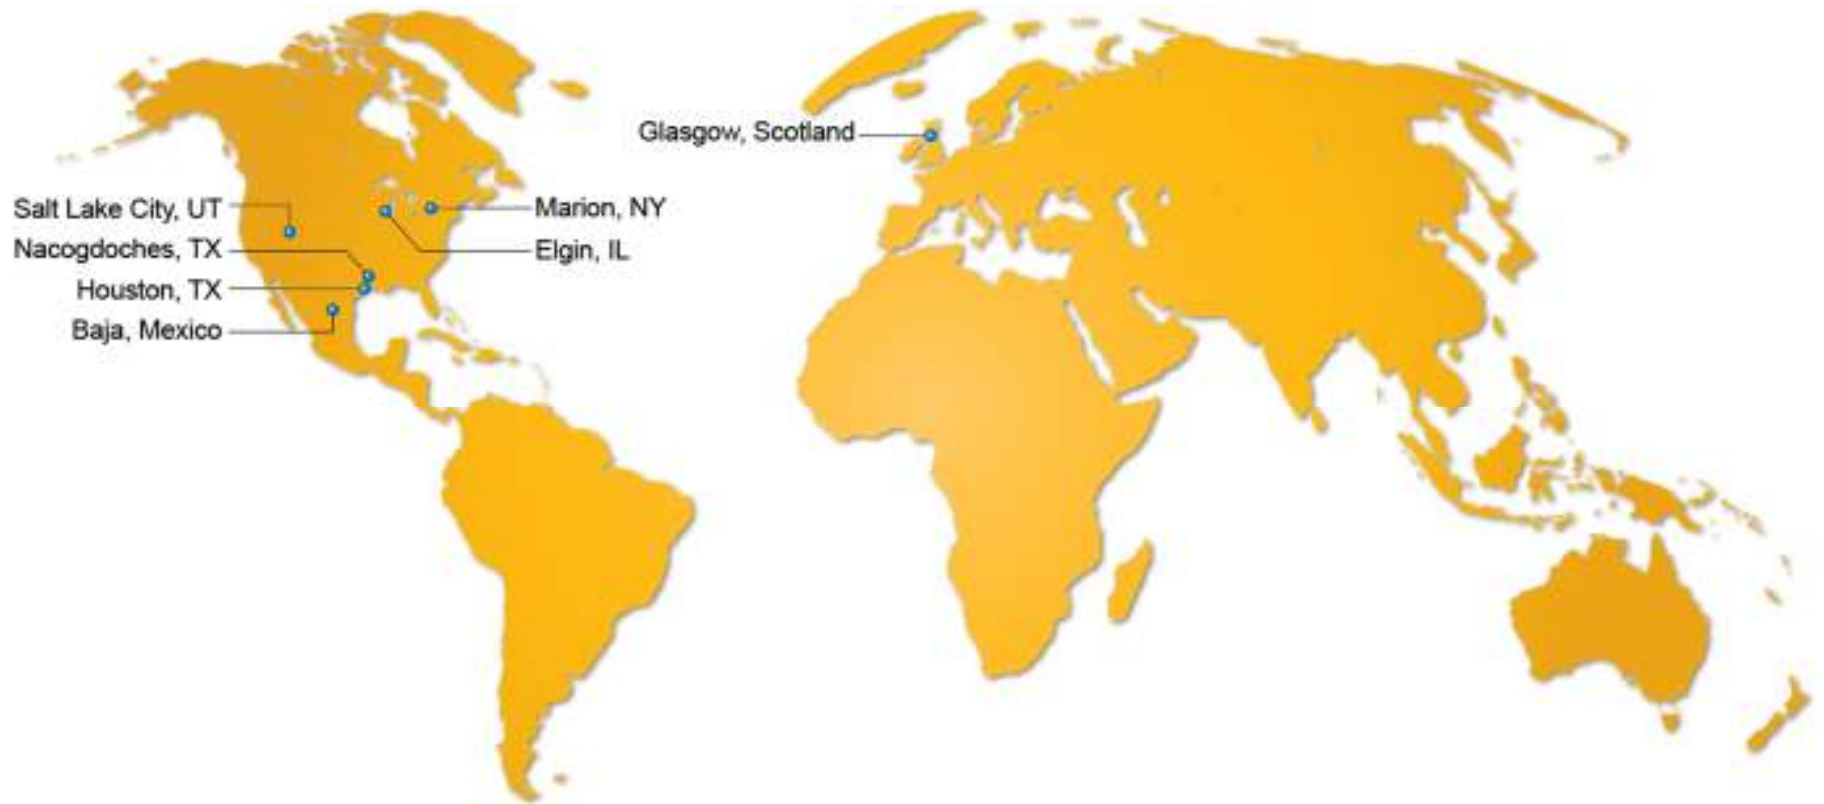 Glasgow, Scotland
Salt Lake City, UT
Marion, NY
Nacogdoches, TX
Elgin, IL
Houston, TX
Baja, Mexico